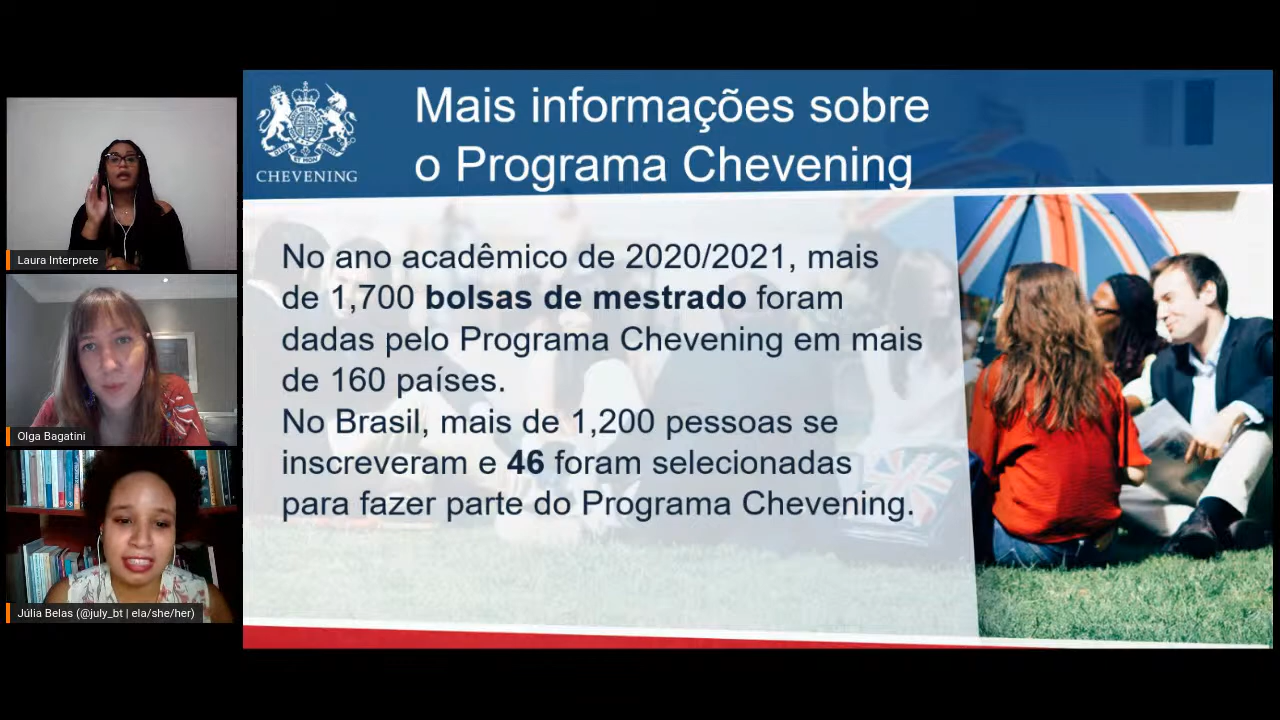 Mais informações sobre
o Programa Chevening
CHEVENING
No ano acadêmico de 2020/2021, mais
de 1,700 bolsas de mestrado foram
dadas pelo Programa Chevening em mais
de 160 países.
No Brasil, mais de 1,200 pessoas se
inscreveram e 46 foram selecionadas
para fazer parte do Programa Chevening.
Laura Interprete
Olga Bagatini
Júlia Belas (@july_bt | ela/she/her)